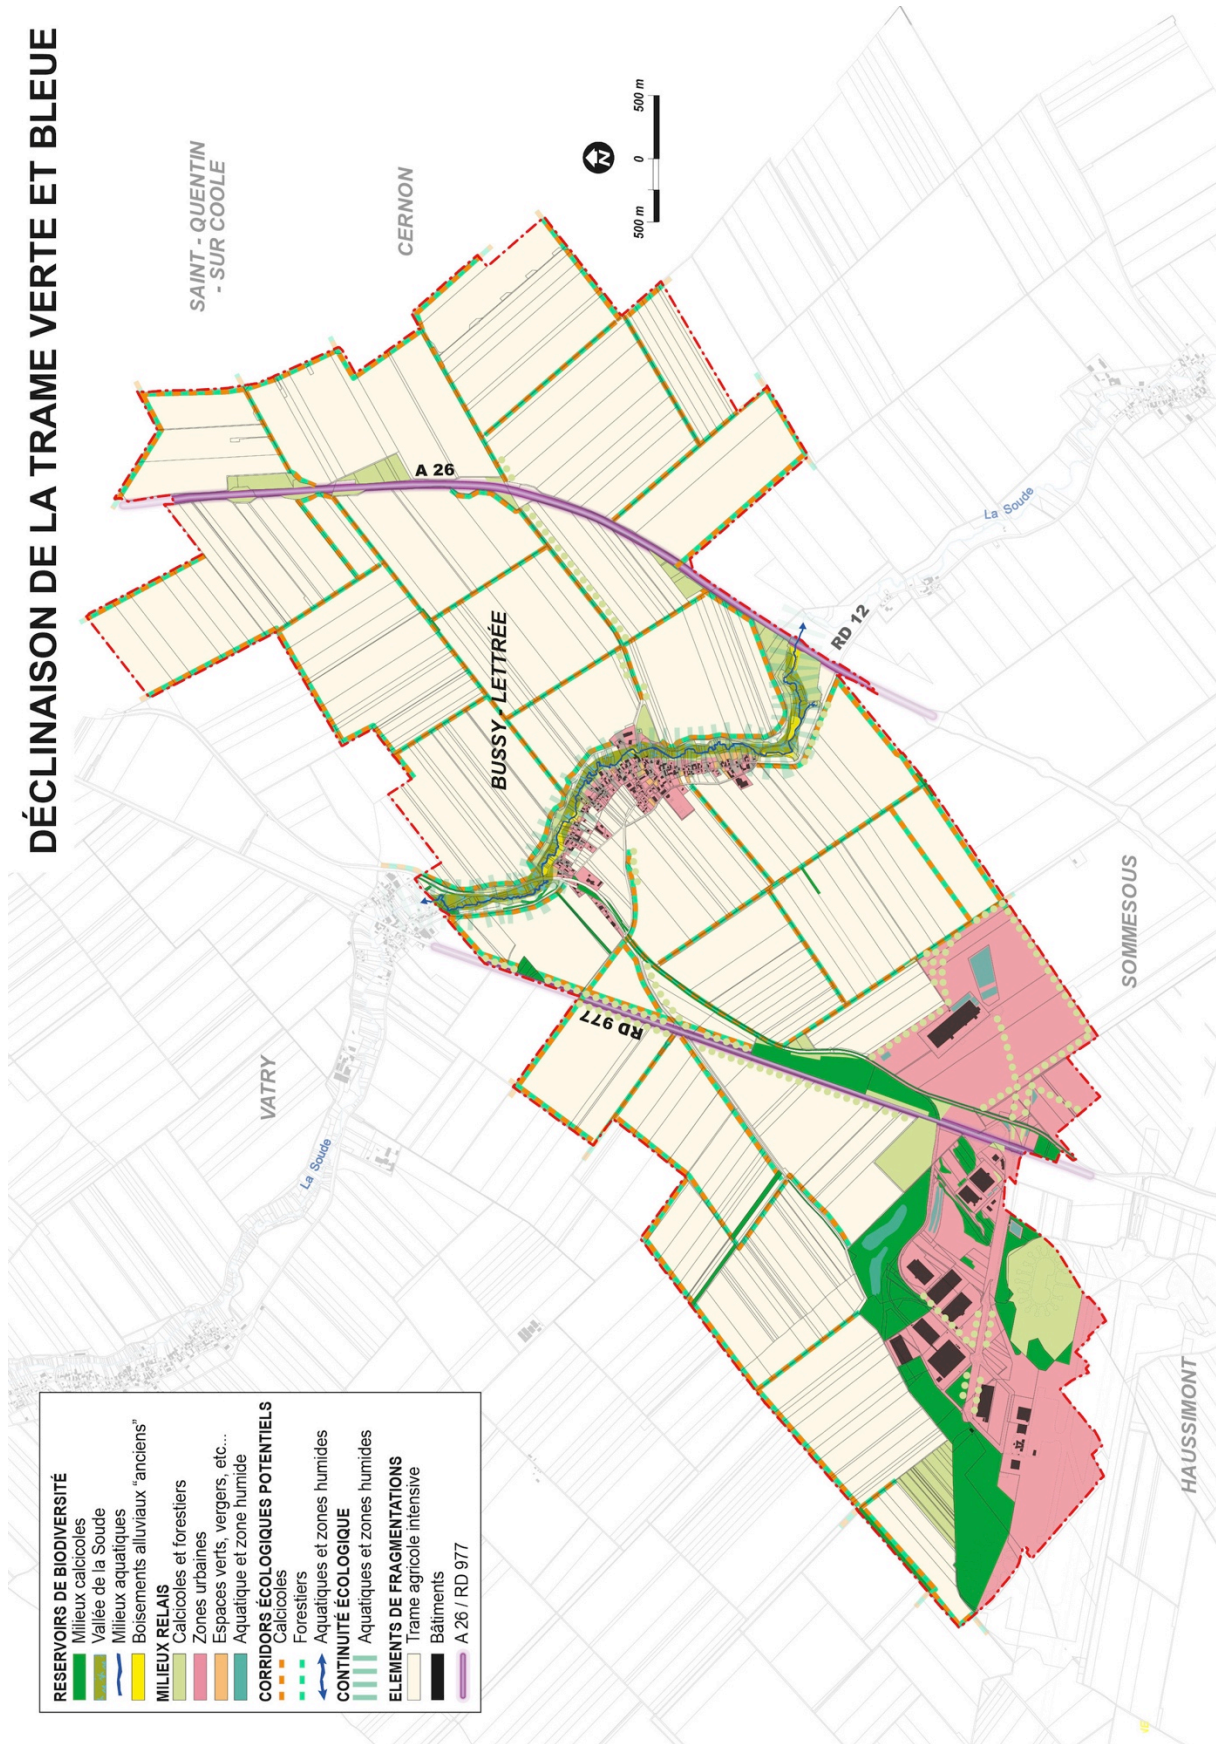 DÉCLINAISON DE LA TRAME VERTE ET BLEUE
SAINT - QUENTIN
- SUR COOLE
CERNON
N
500 m
0
500 m
A 26
La Soude
RD 12
BUSSY - LETTRÉE
SOMMESOUS
RD 977
VATRY
La Soude
HAUSSIMONT
RESERVOIRS DE BIODIVERSITÉ
Milieux calcicoles
Vallée de la Soude
Milieux aquatiques
Boisements alluviaux "anciens"
MILIEUX RELAIS
Calcicoles et forestiers
Zones urbaines
Espaces verts, vergers, etc...
Aquatique et zone humide
CORRIDORS ÉCOLOGIQUES POTENTIELS
Calcicoles
Forestiers
Aquatiques et zones humides
CONTINUITÉ ÉCOLOGIQUE
Aquatiques et zones humides
ELEMENTS DE FRAGMENTATIONS
Trame agricole intensive
Bâtiments
A 26 / RD 977